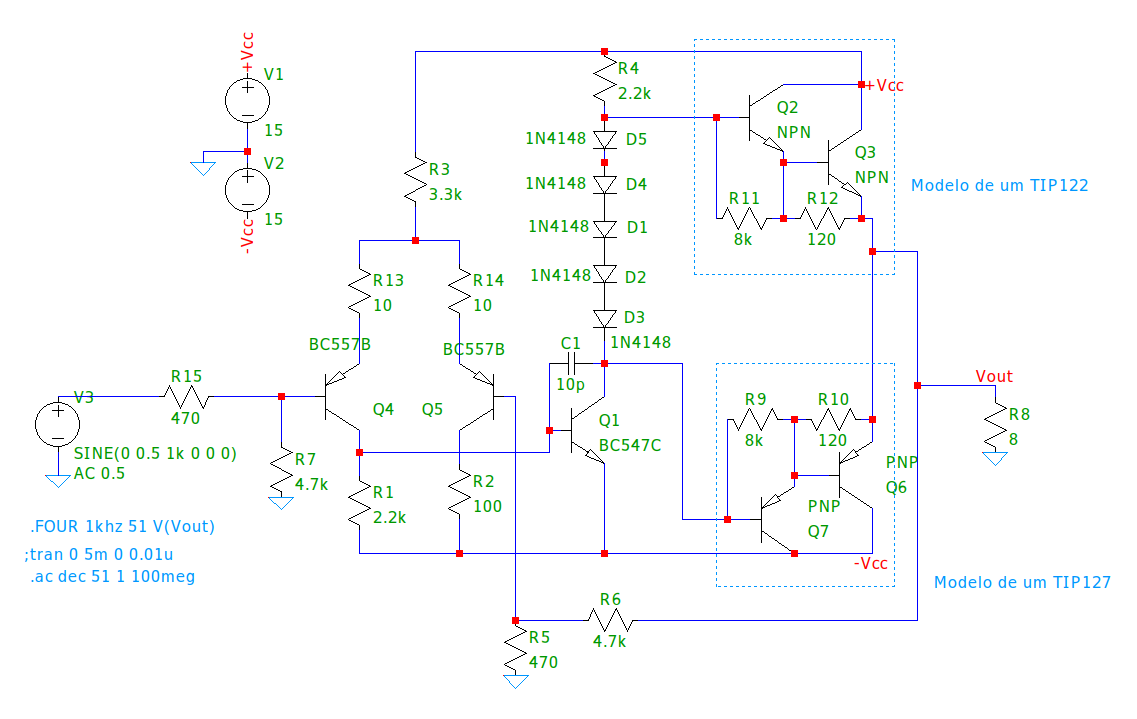 +Vcc
V1
15
V2
15
-Vcc
R4
2.2k
+Vcc
Q2
NPN
Q3
NPN
1N4148
D5
R3
3.3k
1N4148
D4
Modelo de um TIP122
R11
8k
R12
120
1N4148
D1
R13
10
R14
10
1N4148
D2
D3
1N4148
BC557B
BC557B
C1
10p
R15
470
V3
Q4
Q5
Q1
BC547C
Vout
R8
8
R9
8k
R10
120
SINE(0 0.5 1k 0 0 0)
AC 0.5
R7
4.7k
R1
2.2k
R2
100
PNP
Q6
PNP
Q7
.FOUR 1khz 51 V(Vout)
;tran 0 5m 0 0.01u
.ac dec 51 1 100meg
-Vcc
Modelo de um TIP127
R6
4.7k
R5
470